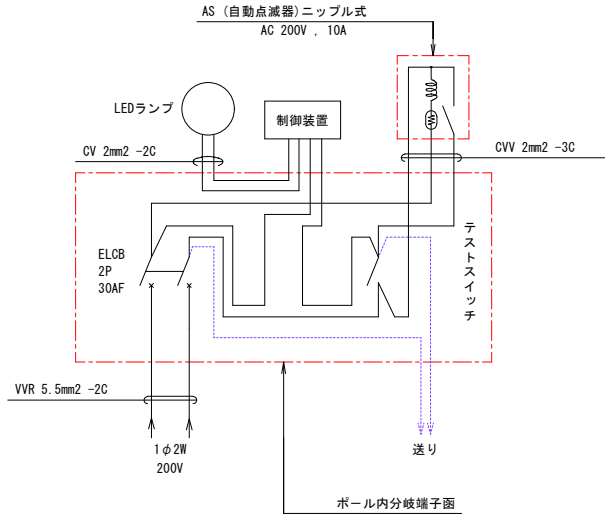 AS (自動点滅器)ニップル式
AC 200V , 10A
LEDランプ
制御装置
CV 2mm2 -2C
CVV 2mm2 -3C
ELCB
2P
30AF
テストスイッチ
VVR 5.5mm2 -2C
1φ2W
200V
送り
ポール内分岐端子函